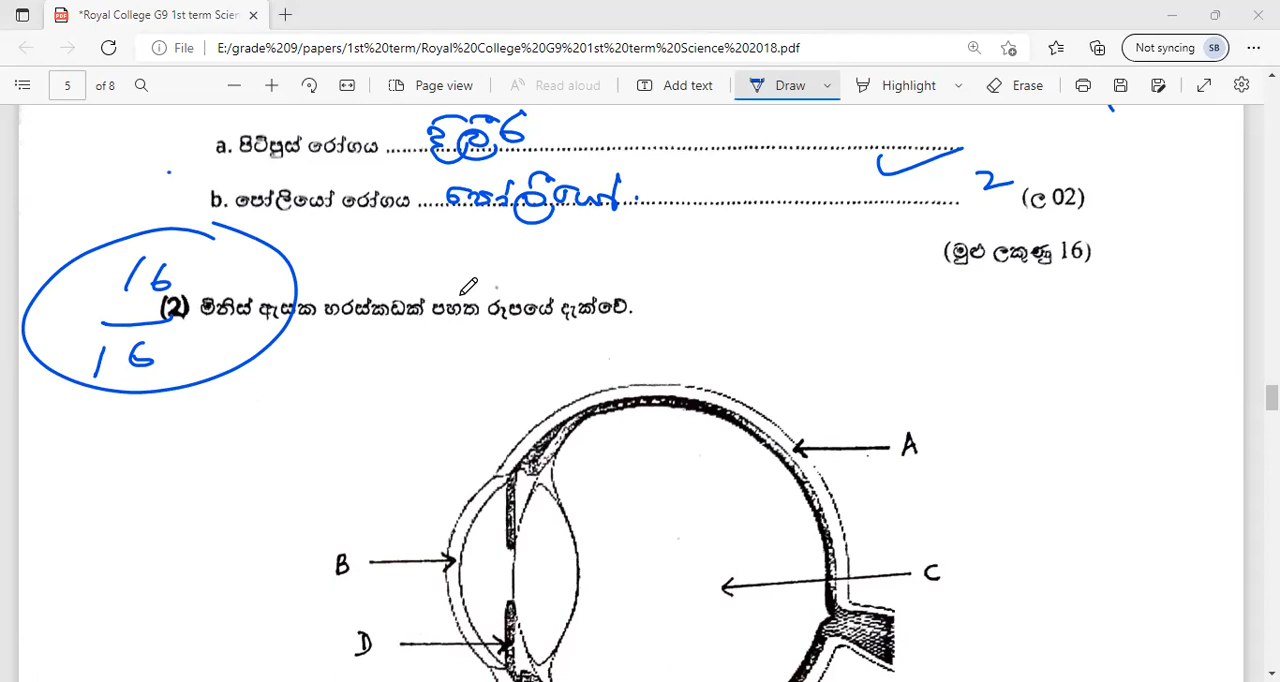 *Royal College G9 1st term Scien
File E:/grade%209/papers/1st%20term/Royal%20College%20G9%201st%20term%20Science%202018.pdf Not syncing SB
5 of 8 Page view Read aloud Add text Draw Highlight Erase
a. පිටිපුස් රෝගය ..... දිලීර
b. පෝලියෝ රෝගය ..... පෝලියෝ 2 (ල 02)
(මුළු ලකුණු 16)
16
16
(2) මිනිස් ඇසක හරස්කඩක් පහත රූපයේ දැක්වේ.
A
B
C
D